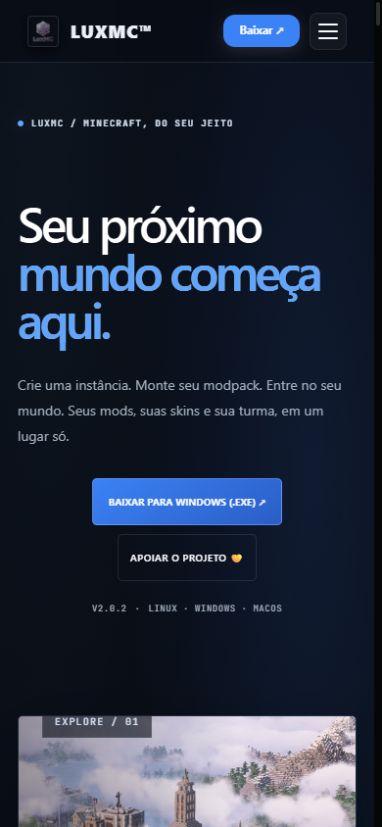 LUXMC™
Baixar ↗
LUXMC / MINECRAFT, DO SEU JEITO
Seu próximo
mundo começa
aqui.
Crie uma instância. Monte seu modpack. Entre no seu
mundo. Seus mods, suas skins e sua turma, em um
lugar só.
BAIXAR PARA WINDOWS (.EXE) ↗
APOIAR O PROJETO 🧡
V2.0.2 · LINUX · WINDOWS · MACOS
EXPLORE / 01